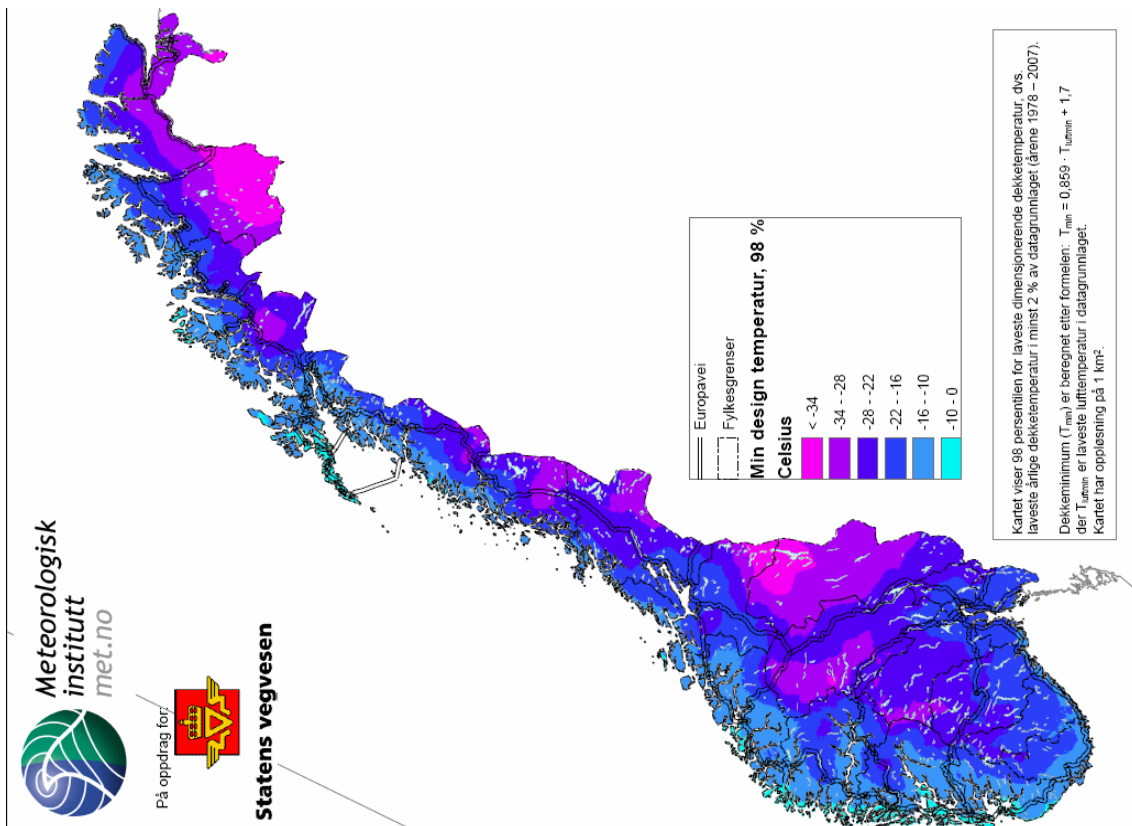 Meteorologisk
institutt
met.no
På oppdrag for:
Statens vegvesen
Europavei
Fylkesgrenser
Min design temperatur, 98 %
Celsius
< -34
-34 - -28
-28 - -22
-22 - -16
-16 - -10
-10 - 0
Kartet viser 98 persentilen for laveste dimensjonerende dekketemperatur, dvs.
laveste årlige dekketemperatur i minst 2 % av datagrunnlaget (årene 1978 – 2007).
Dekkeminimum (Tmin) er beregnet etter formelen: Tmin = 0,859 · Tluftmin + 1,7
der Tluftmin er laveste lufttemperatur i datagrunnlaget.
Kartet har oppløsning på 1 km².